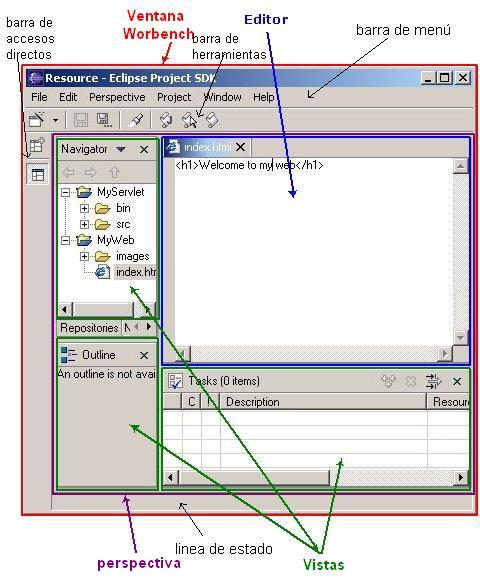 barra de
accesos
directos
Ventana
Worbench
Editor
barra de
herramientas
barra de menú
Resource - Eclipse Project SDK
File Edit Perspective Project Window Help
Navigator
index.html
<h1>Welcome to my web</h1>
MyServlet
bin
src
MyWeb
images
index.htm
Repositories N
Outline
An outline is not avai
Tasks (0 items)
C ! Description Resour
perspectiva
linea de estado
Vistas